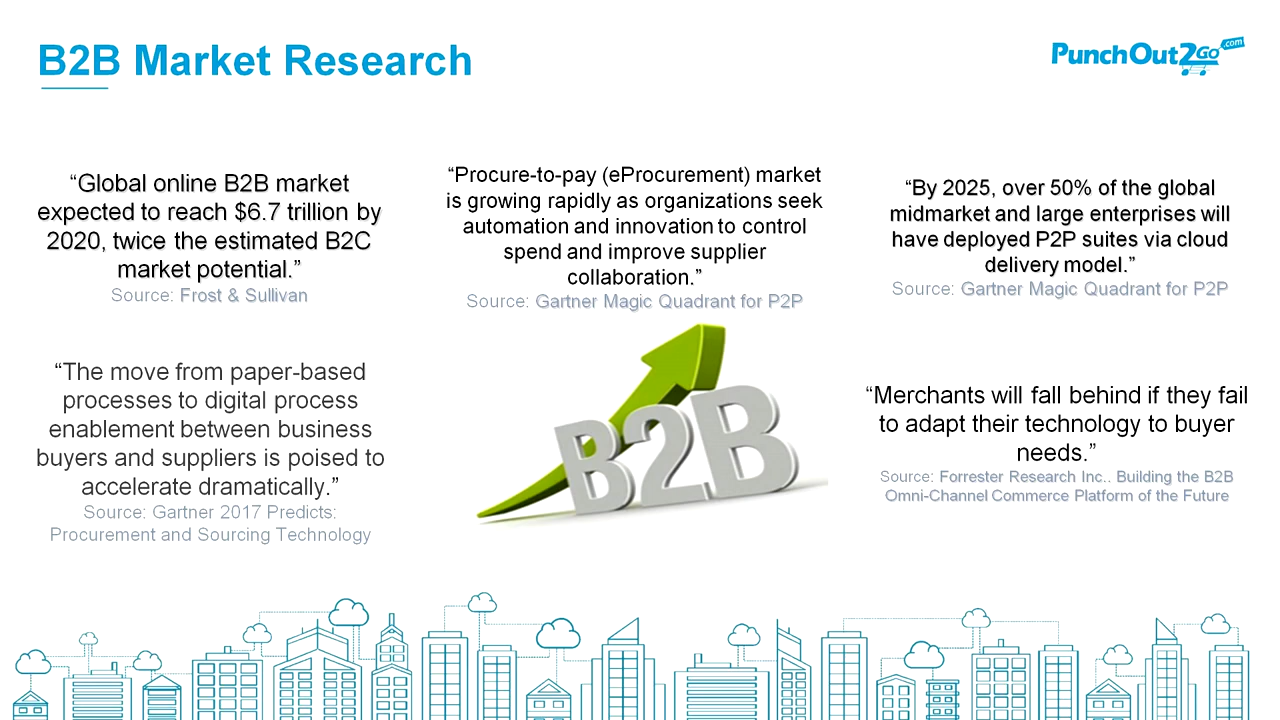 B2B Market Research
PunchOut2Go.com
“Global online B2B market
expected to reach $6.7 trillion by
2020, twice the estimated B2C
market potential.”
Source: Frost & Sullivan
“Procure-to-pay (eProcurement) market
is growing rapidly as organizations seek
automation and innovation to control
spend and improve supplier
collaboration.”
Source: Gartner Magic Quadrant for P2P
“By 2025, over 50% of the global
midmarket and large enterprises will
have deployed P2P suites via cloud
delivery model.”
Source: Gartner Magic Quadrant for P2P
“The move from paper-based
processes to digital process
enablement between business
buyers and suppliers is poised to
accelerate dramatically.”
Source: Gartner 2017 Predicts:
Procurement and Sourcing Technology
B2B
“Merchants will fall behind if they fail
to adapt their technology to buyer
needs.”
Source: Forrester Research Inc.. Building the B2B
Omni-Channel Commerce Platform of the Future